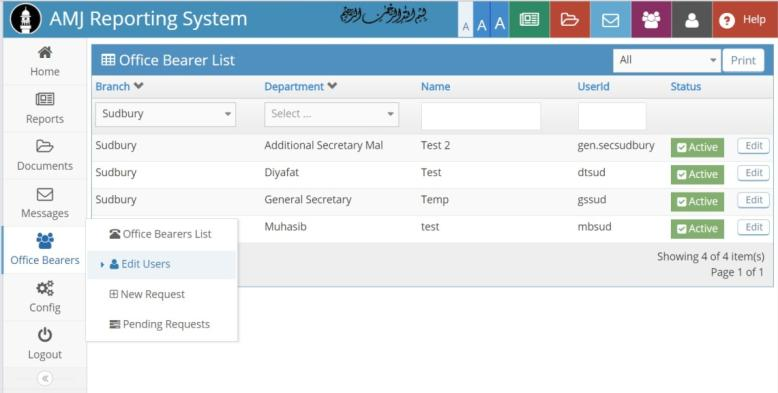 AMJ Reporting System
بسم الله الرحمن الرحيم
A A A
Help
Home
Reports
Documents
Messages
Office Bearers
Config
Logout
Office Bearer List
All
Print
Branch Department Name UserId Status
Sudbury Select ...
Sudbury Additional Secretary Mal Test 2 gen.secsudbury Active Edit
Sudbury Diyafat Test dtsud Active Edit
Sudbury General Secretary Temp gssud Active Edit
Muhasib test mbsud Active Edit
Office Bearers List
Edit Users
New Request
Pending Requests
Showing 4 of 4 item(s)
Page 1 of 1